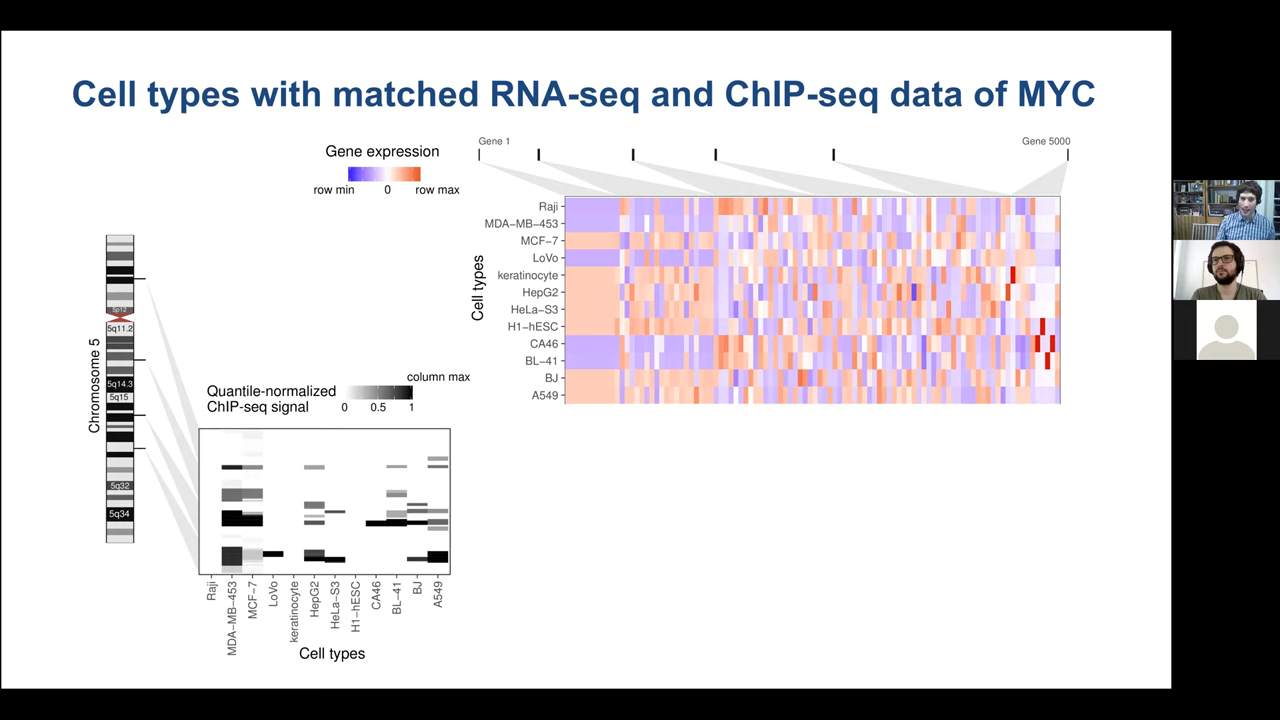 Cell types with matched RNA-seq and ChIP-seq data of MYC
Gene expression
row min 0 row max
Gene 1
Gene 5000
Cell types
Raji
MDA-MB-453
MCF-7
LoVo
keratinocyte
HepG2
HeLa-S3
H1-hESC
CA46
BL-41
BJ
A549
Chromosome 5
5p12
5q11.2
5q14.3
5q15
5q32
5q34
Quantile-normalized
ChIP-seq signal
column max
0 0.5 1
Raji
MDA-MB-453
MCF-7
LoVo
keratinocyte
HepG2
HeLa-S3
H1-hESC
CA46
BL-41
BJ
A549
Cell types